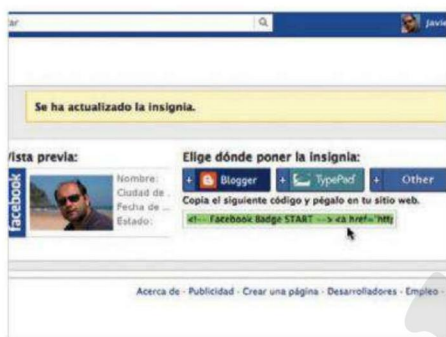 ar
Javie
Se ha actualizado la insignia.
Vista previa:
facebook
Nombre:
Ciudad de ...
Fecha de ...
Estado:
Elige dónde poner la insignia:
+ Blogger
+ TypePad
+ Other
Copia el siguiente código y pégalo en tu sitio web.
<!-- Facebook Badge START --><a href="http
Acerca de · Publicidad · Crear una página · Desarrolladores · Empleo ·